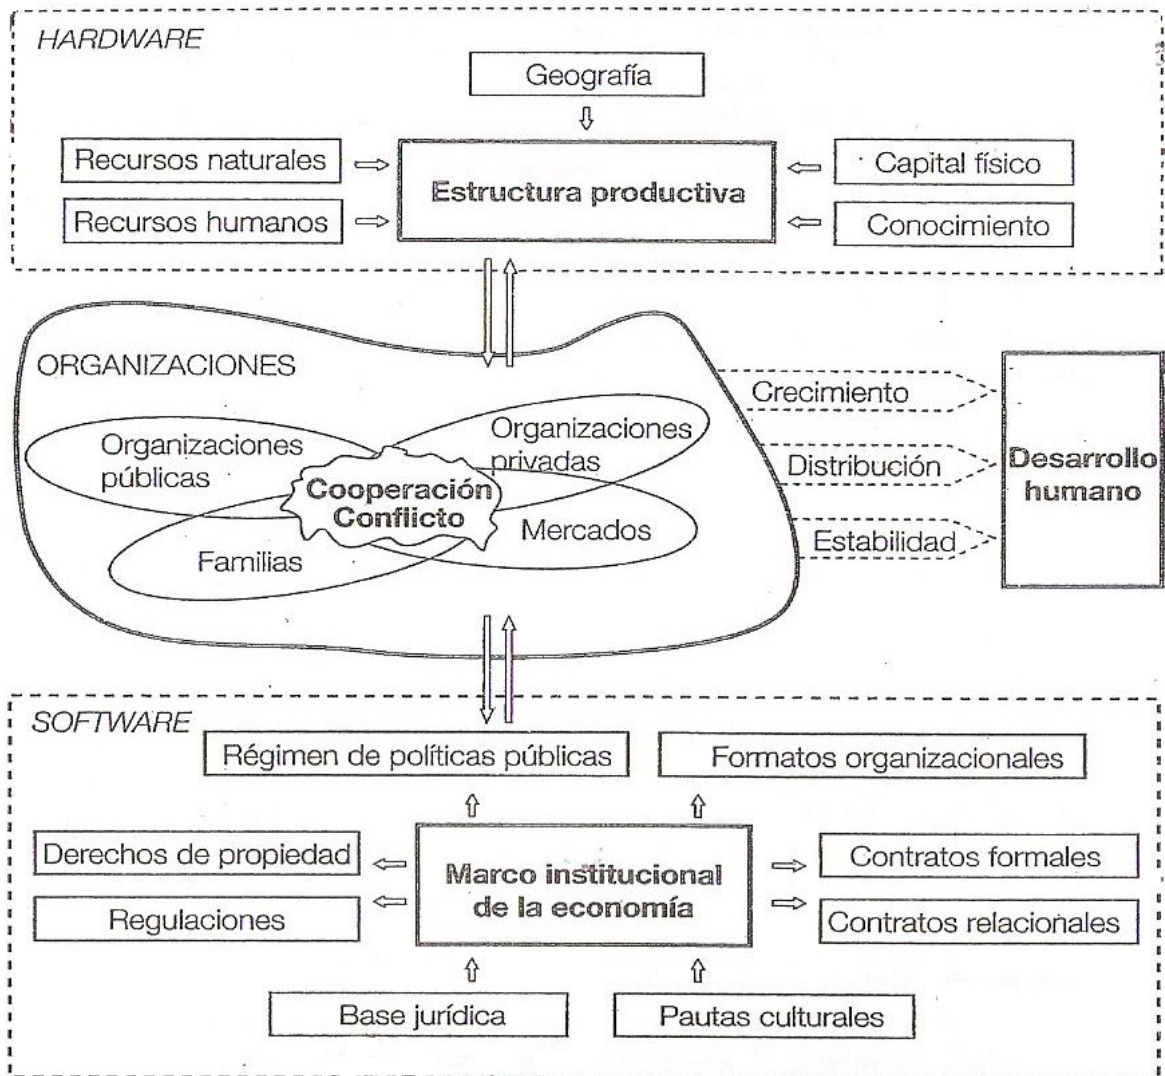 HARDWARE
Geografía
Recursos naturales
Recursos humanos
Estructura productiva
Capital físico
Conocimiento
ORGANIZACIONES
Organizaciones
públicas
Organizaciones
privadas
Cooperación
Conflicto
Familias
Mercados
Crecimiento
Distribución
Estabilidad
Desarrollo
humano
SOFTWARE
Régimen de políticas públicas
Formatos organizacionales
Derechos de propiedad
Regulaciones
Marco institucional
de la economía
Contratos formales
Contratos relacionales
Base jurídica
Pautas culturales